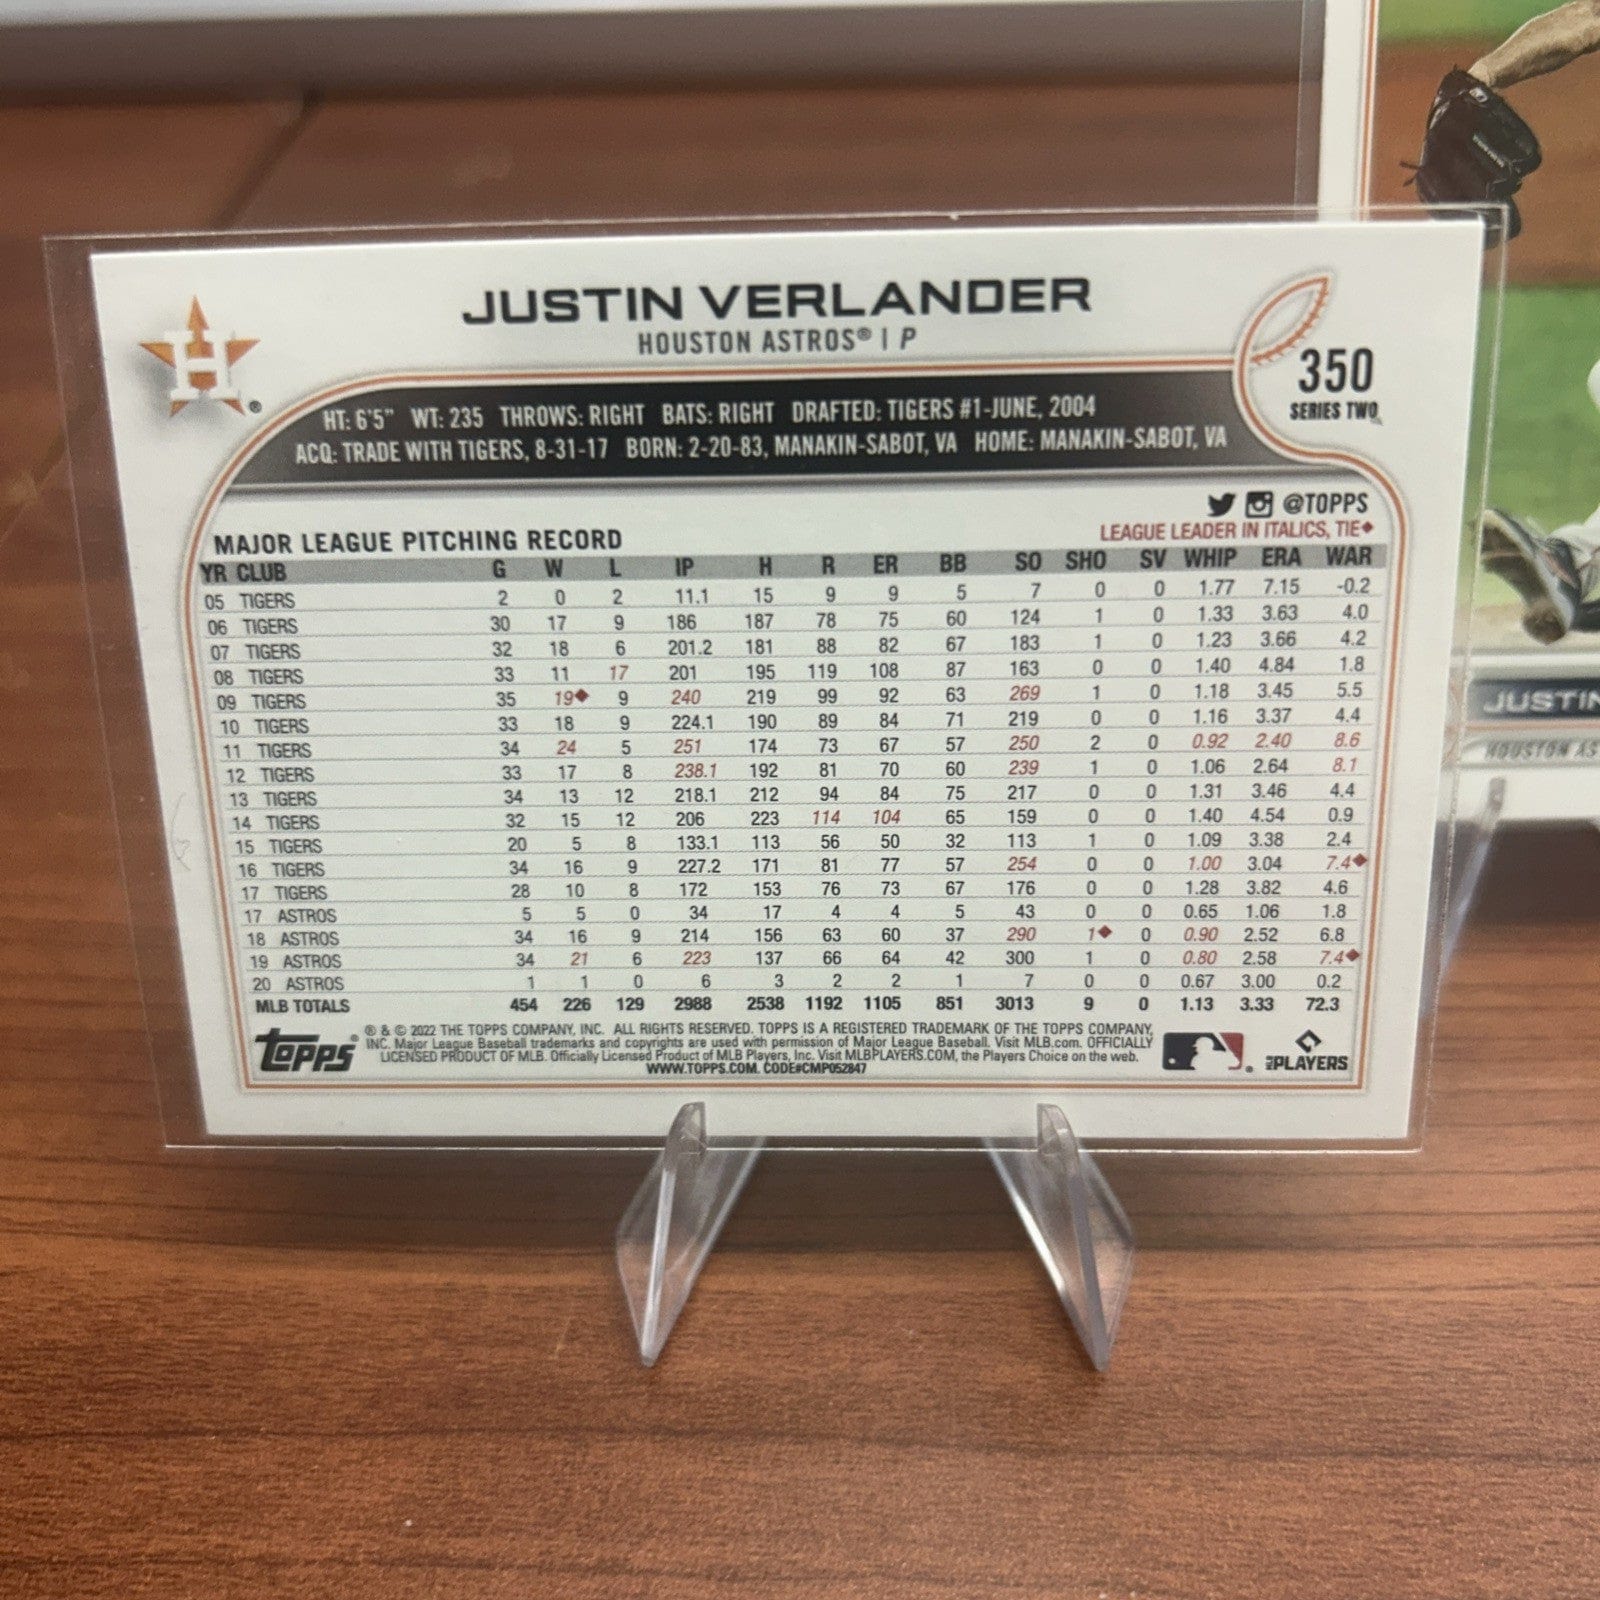 JUSTIN VERLANDER
HOUSTON ASTROS® | P
H ®
350
SERIES TWO
HT: 6'5" WT: 235 THROWS: RIGHT BATS: RIGHT DRAFTED: TIGERS #1-JUNE, 2004
ACQ: TRADE WITH TIGERS, 8-31-17 BORN: 2-20-83, MANAKIN-SABOT, VA HOME: MANAKIN-SABOT, VA
@TOPPS
MAJOR LEAGUE PITCHING RECORD
LEAGUE LEADER IN ITALICS, TIE◆
YR CLUB G W L IP H R ER BB SO SHO SV WHIP ERA WAR
05 TIGERS 2 0 2 11.1 15 9 9 5 7 0 0 1.77 7.15 -0.2
06 TIGERS 30 17 9 186 187 78 75 60 124 1 0 1.33 3.63 4.0
07 TIGERS 32 18 6 201.2 181 88 82 67 183 1 0 1.23 3.66 4.2
08 TIGERS 33 11 17 201 195 119 108 87 163 0 0 1.40 4.84 1.8
09 TIGERS 35 19◆ 9 240 219 99 92 63 269 1 0 1.18 3.45 5.5
10 TIGERS 33 18 9 224.1 190 89 84 71 219 0 0 1.16 3.37 4.4
11 TIGERS 34 24 5 251 174 73 67 57 250 2 0 0.92 2.40 8.6
12 TIGERS 33 17 8 238.1 192 81 70 60 239 1 0 1.06 2.64 8.1
13 TIGERS 34 13 12 218.1 212 94 84 75 217 0 0 1.31 3.46 4.4
14 TIGERS 32 15 12 206 223 114 104 65 159 0 0 1.40 4.54 0.9
15 TIGERS 20 5 8 133.1 113 56 50 32 113 1 0 1.09 3.38 2.4
16 TIGERS 34 16 9 227.2 171 81 77 57 254 0 0 1.00 3.04 7.4◆
17 TIGERS 28 10 8 172 153 76 73 67 176 0 0 1.28 3.82 4.6
17 ASTROS 5 5 0 34 17 4 4 5 43 0 0 0.65 1.06 1.8
18 ASTROS 34 16 9 214 156 63 60 37 290 1◆ 0 0.90 2.52 6.8
19 ASTROS 34 21 6 223 137 66 64 42 300 1 0 0.80 2.58 7.4◆
20 ASTROS 1 1 0 6 3 2 2 1 7 0 0 0.67 3.00 0.2
MLB TOTALS 454 226 129 2988 2538 1192 1105 851 3013 9 0 1.13 3.33 72.3
topps®
® & © 2022 THE TOPPS COMPANY, INC. ALL RIGHTS RESERVED. TOPPS IS A REGISTERED TRADEMARK OF THE TOPPS COMPANY,
INC. Major League Baseball trademarks and copyrights are used with permission of Major League Baseball. Visit MLB.com. OFFICIALLY
LICENSED PRODUCT OF MLB. Officially Licensed Product of MLB Players, Inc. Visit MLBPLAYERS.COM, the Players Choice on the web.
WWW.TOPPS.COM. CODE#CMP052847
MLB PLAYERS
JUSTIN
HOUSTON AS